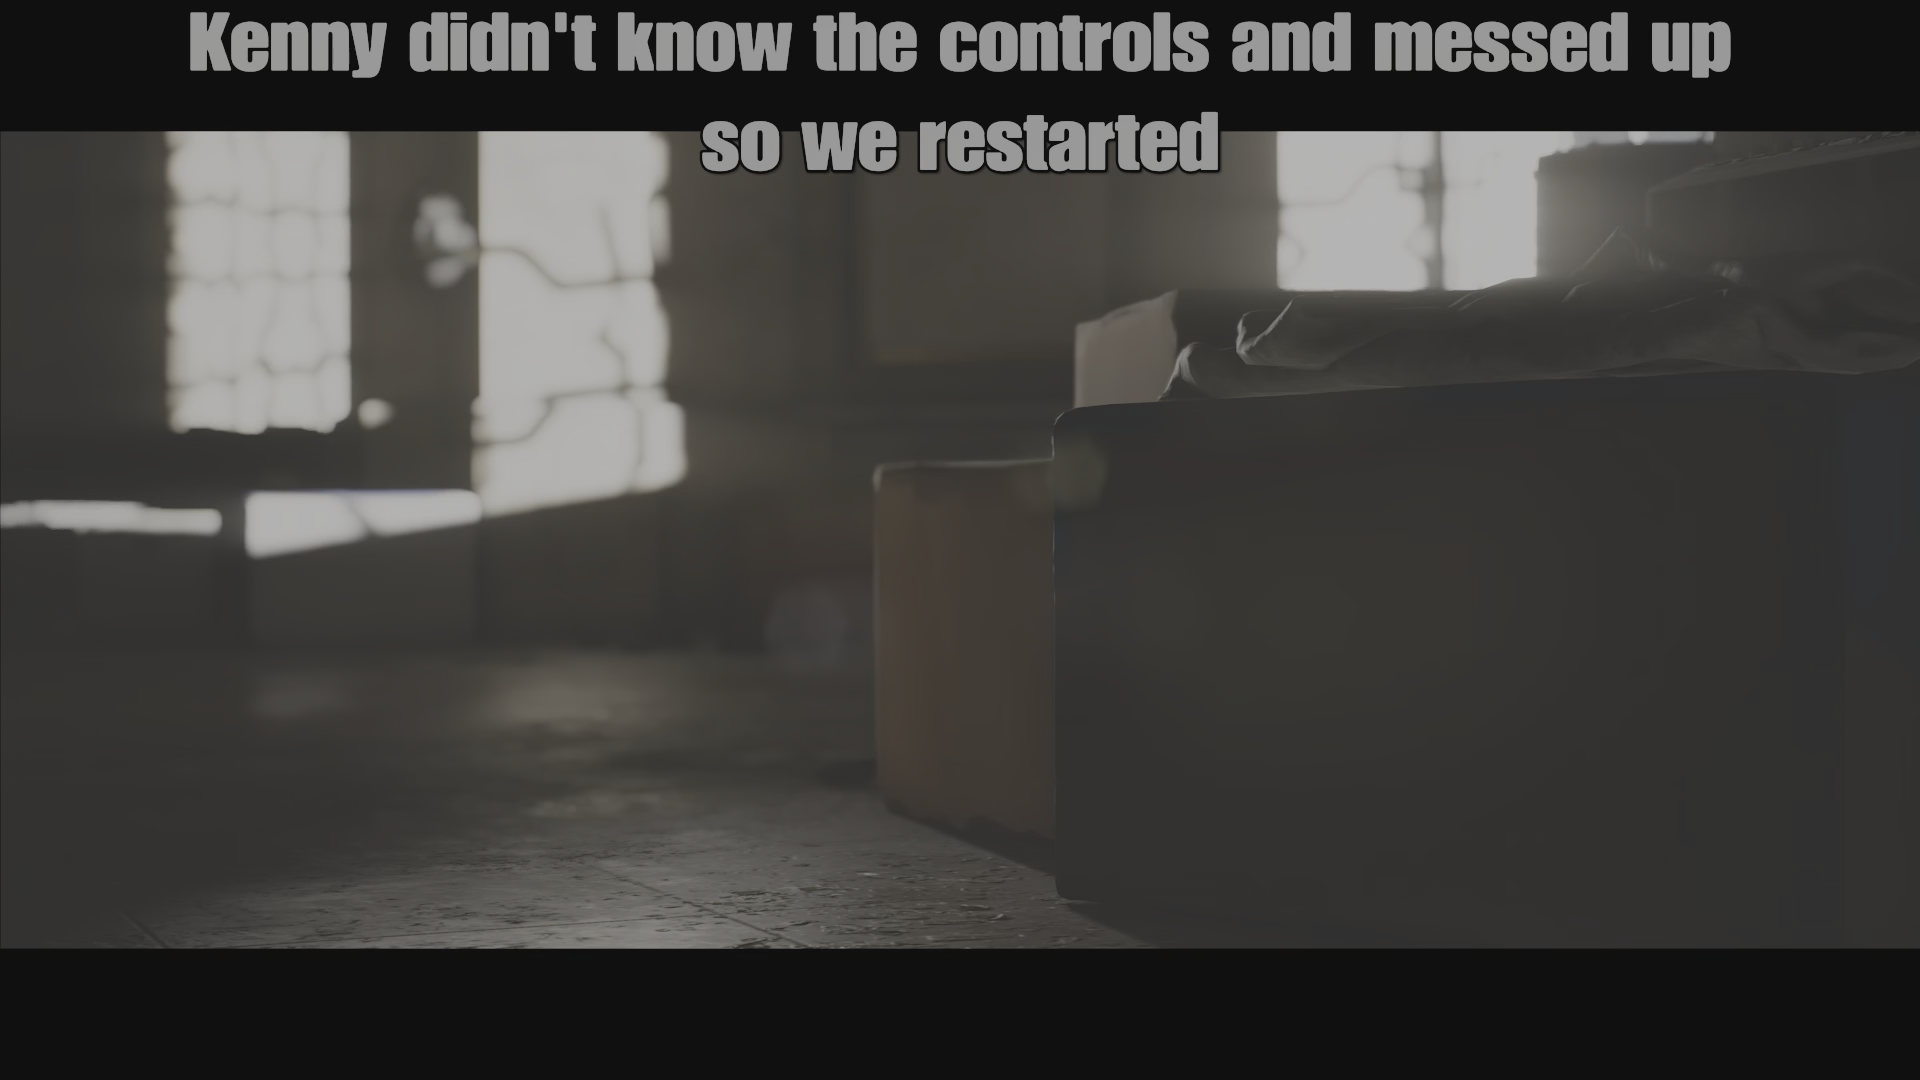 Kenny didn't know the controls and messed up
so we restarted